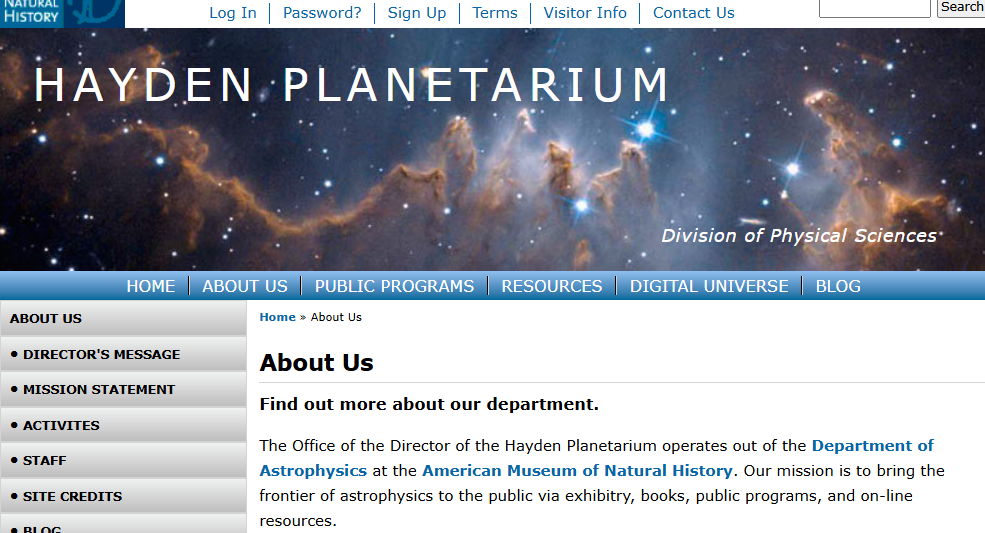 NATURAL
HISTORY
Log In Password? Sign Up Terms Visitor Info Contact Us
Search
HAYDEN PLANETARIUM
Division of Physical Sciences
HOME ABOUT US PUBLIC PROGRAMS RESOURCES DIGITAL UNIVERSE BLOG
ABOUT US
• DIRECTOR'S MESSAGE
• MISSION STATEMENT
• ACTIVITES
• STAFF
• SITE CREDITS
• BLOG
Home » About Us
About Us
Find out more about our department.
The Office of the Director of the Hayden Planetarium operates out of the Department of
Astrophysics at the American Museum of Natural History. Our mission is to bring the
frontier of astrophysics to the public via exhibitry, books, public programs, and on-line
resources.